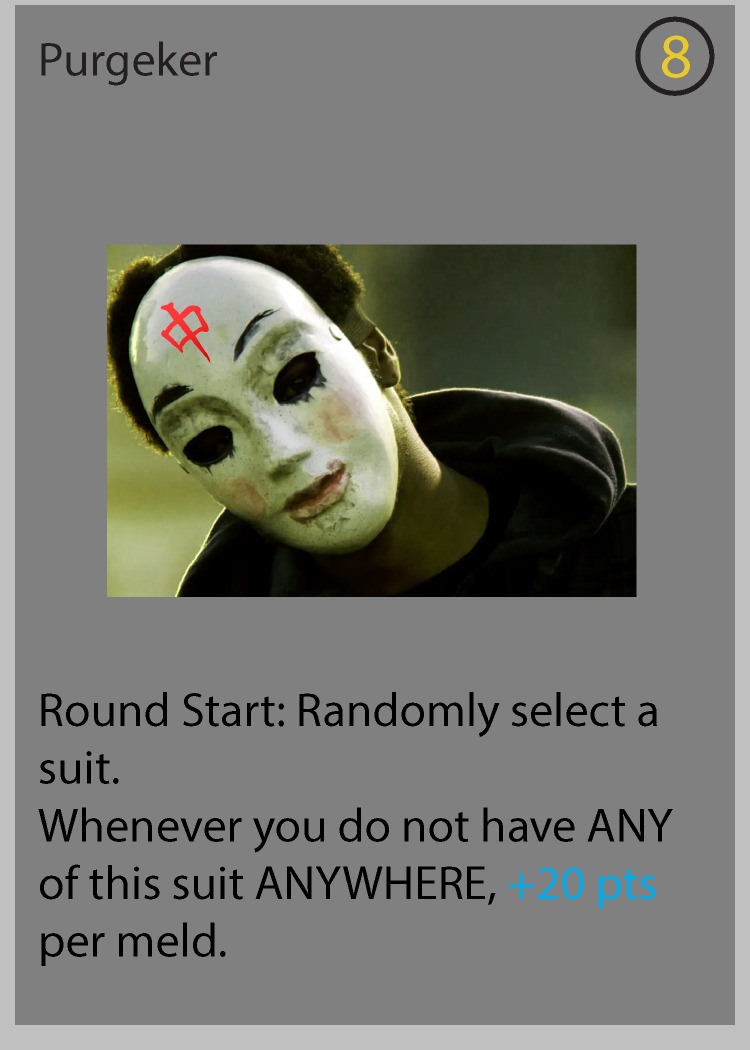 Purgeker
8
中
Round Start: Randomly select a
suit.
Whenever you do not have ANY
of this suit ANYWHERE, +20 pts
per meld.